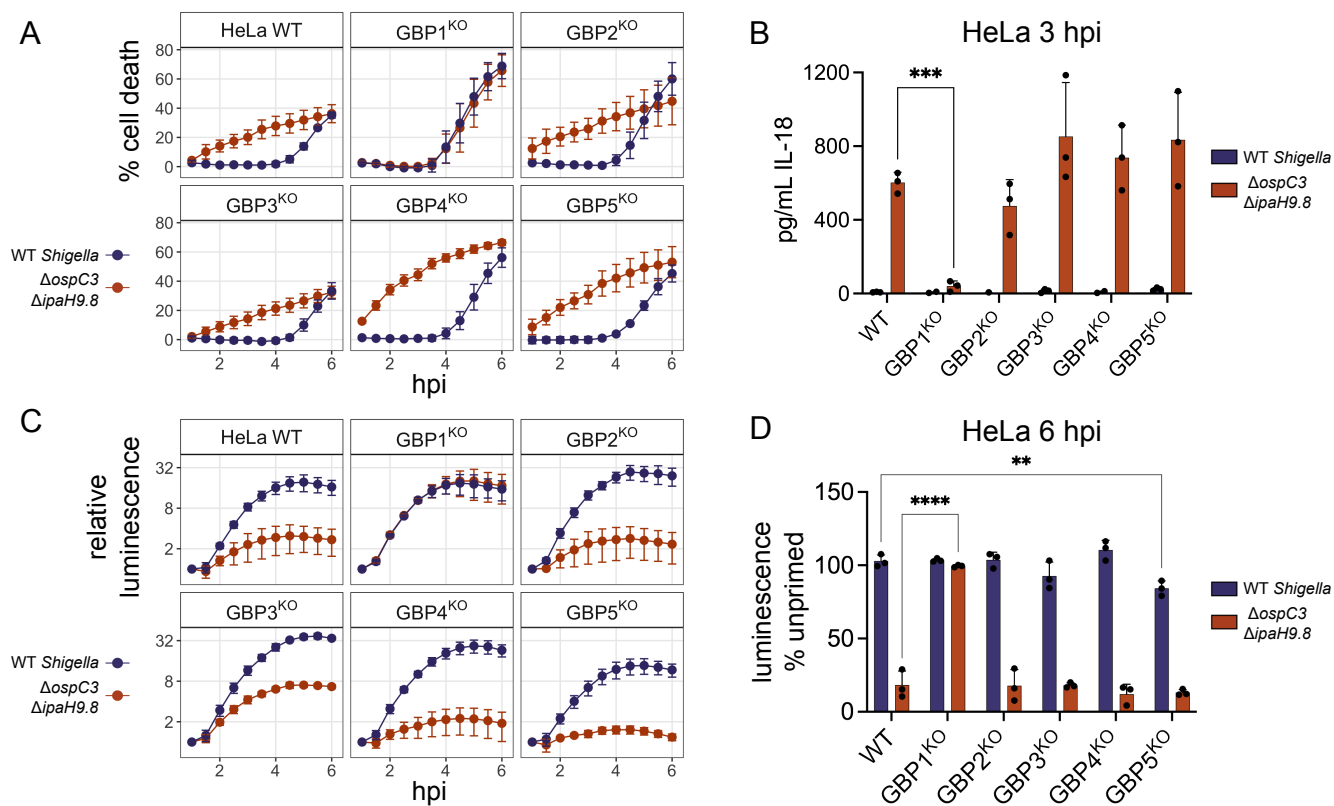 A
HeLa WT
GBP1KO
GBP2KO
80
60
40
20
0
% cell death
GBP3KO
GBP4KO
GBP5KO
80
60
40
20
0
WT Shigella
ΔospC3
ΔipaH9.8
2 4 6 2 4 6 2 4 6
hpi
B
HeLa 3 hpi
1200
800
400
0
pg/mL IL-18
***
WT
GBP1KO
GBP2KO
GBP3KO
GBP4KO
GBP5KO
WT Shigella
ΔospC3
ΔipaH9.8
C
HeLa WT
GBP1KO
GBP2KO
32
8
2
relative
luminescence
GBP3KO
GBP4KO
GBP5KO
32
8
2
WT Shigella
ΔospC3
ΔipaH9.8
2 4 6 2 4 6 2 4 6
hpi
D
HeLa 6 hpi
**
****
150
100
50
0
luminescence
% unprimed
WT
GBP1KO
GBP2KO
GBP3KO
GBP4KO
GBP5KO
WT Shigella
ΔospC3
ΔipaH9.8